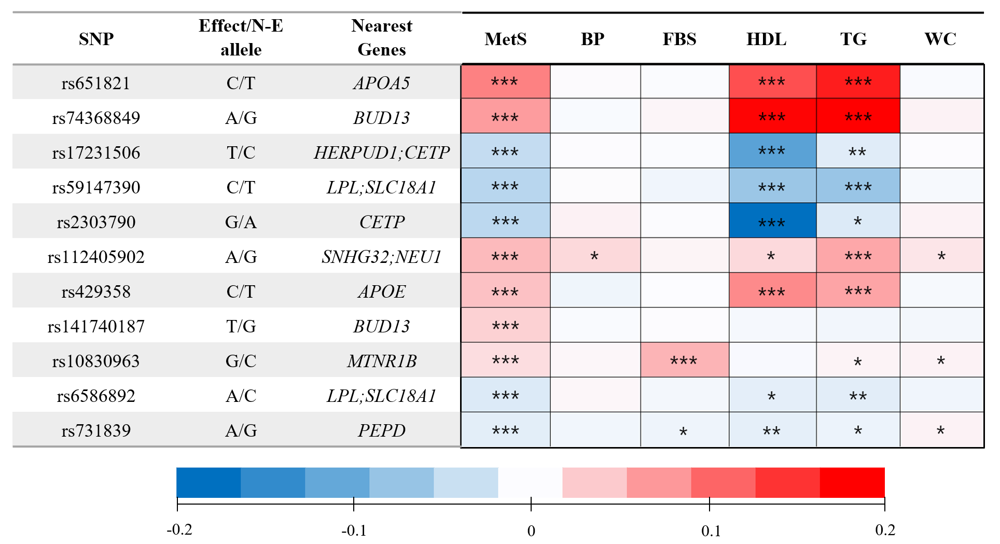 SNP Effect/N-E allele Nearest Genes MetS BP FBS HDL TG WC
rs651821 C/T APOA5 *** *** ***
rs74368849 A/G BUD13 *** *** ***
rs17231506 T/C HERPUD1;CETP *** *** **
rs59147390 C/T LPL;SLC18A1 *** *** ***
rs2303790 G/A CETP *** *** *
rs112405902 A/G SNHG32;NEU1 *** * * *** *
rs429358 C/T APOE *** *** ***
rs141740187 T/G BUD13 ***
rs10830963 G/C MTNR1B *** *** * *
rs6586892 A/C LPL;SLC18A1 *** * **
rs731839 A/G PEPD *** * ** * *
-0.2 -0.1 0 0.1 0.2